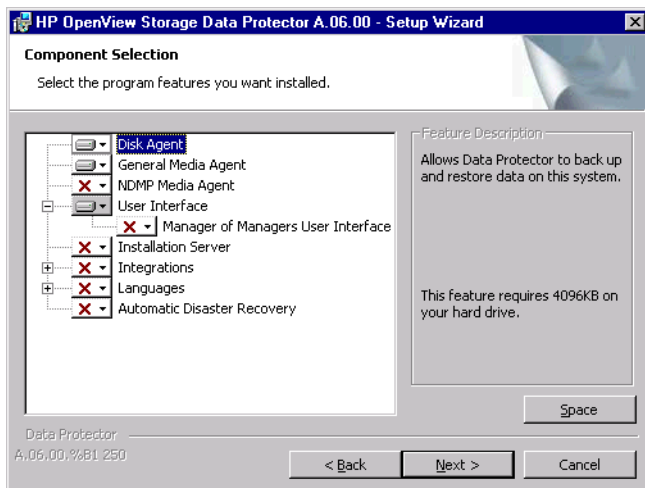 HP OpenView Storage Data Protector A.06.00 - Setup Wizard
Component Selection
Select the program features you want installed.
Disk Agent
General Media Agent
NDMP Media Agent
User Interface
Manager of Managers User Interface
Installation Server
Integrations
Languages
Automatic Disaster Recovery
Feature Description
Allows Data Protector to back up
and restore data on this system.
This feature requires 4096KB on
your hard drive.
Space
Data Protector
A.06.00.%B1 250
< Back
Next >
Cancel